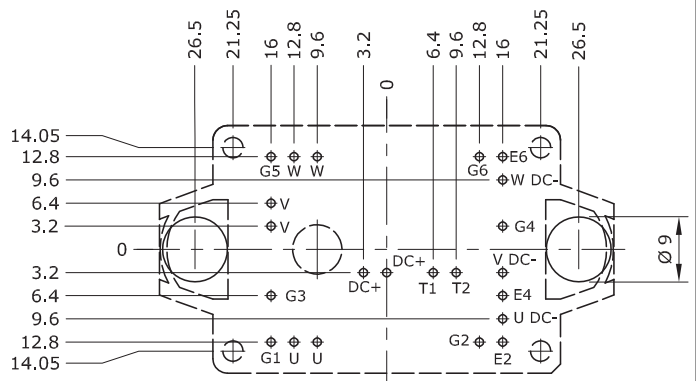 26.5 21.25 16 12.8 9.6 3.2 0 6.4 9.6 12.8 16 21.25 26.5
14.05
12.8 G5 W W G6 E6
9.6 W DC-
6.4 V
3.2 V G4
0 Ø 9
DC+ V DC-
3.2 DC+ T1 T2
6.4 G3 E4
9.6 U DC-
12.8 G1 U U G2 E2
14.05